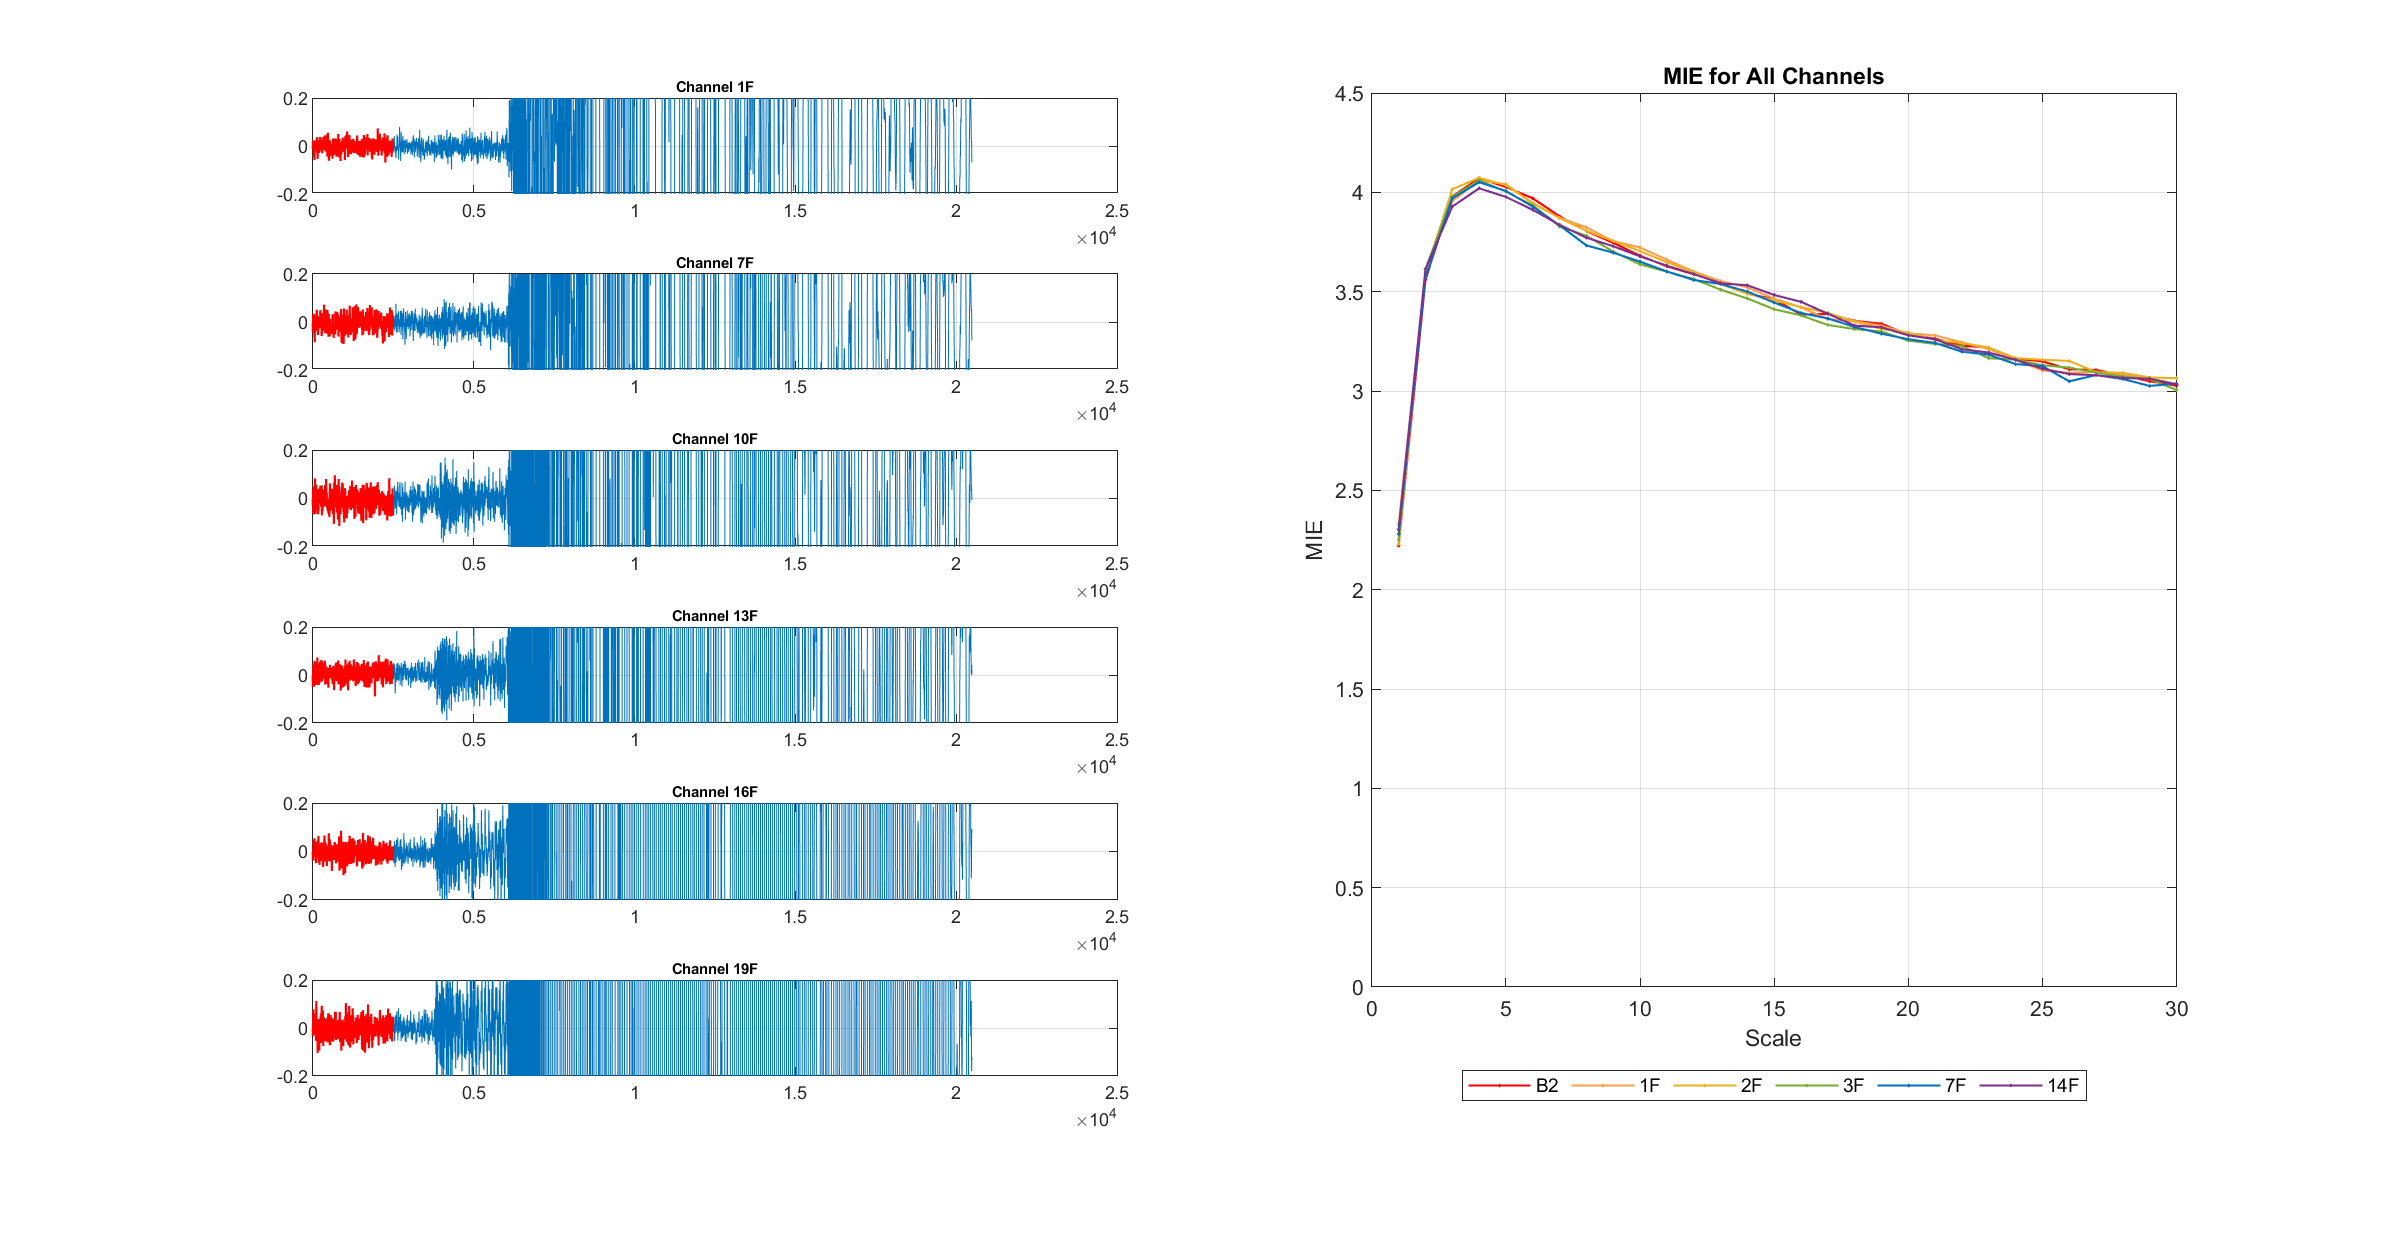 Channel 1F
0.2
0
-0.2
0 0.5 1 1.5 2 2.5
×10^4
Channel 7F
0.2
0
-0.2
0 0.5 1 1.5 2 2.5
×10^4
Channel 10F
0.2
0
-0.2
0 0.5 1 1.5 2 2.5
×10^4
Channel 13F
0.2
0
-0.2
0 0.5 1 1.5 2 2.5
×10^4
Channel 16F
0.2
0
-0.2
0 0.5 1 1.5 2 2.5
×10^4
Channel 19F
0.2
0
-0.2
0 0.5 1 1.5 2 2.5
×10^4
MIE for All Channels
4.5
4
3.5
3
2.5
2
1.5
1
0.5
0
MIE
0 5 10 15 20 25 30
Scale
B2 1F 2F 3F 7F 14F